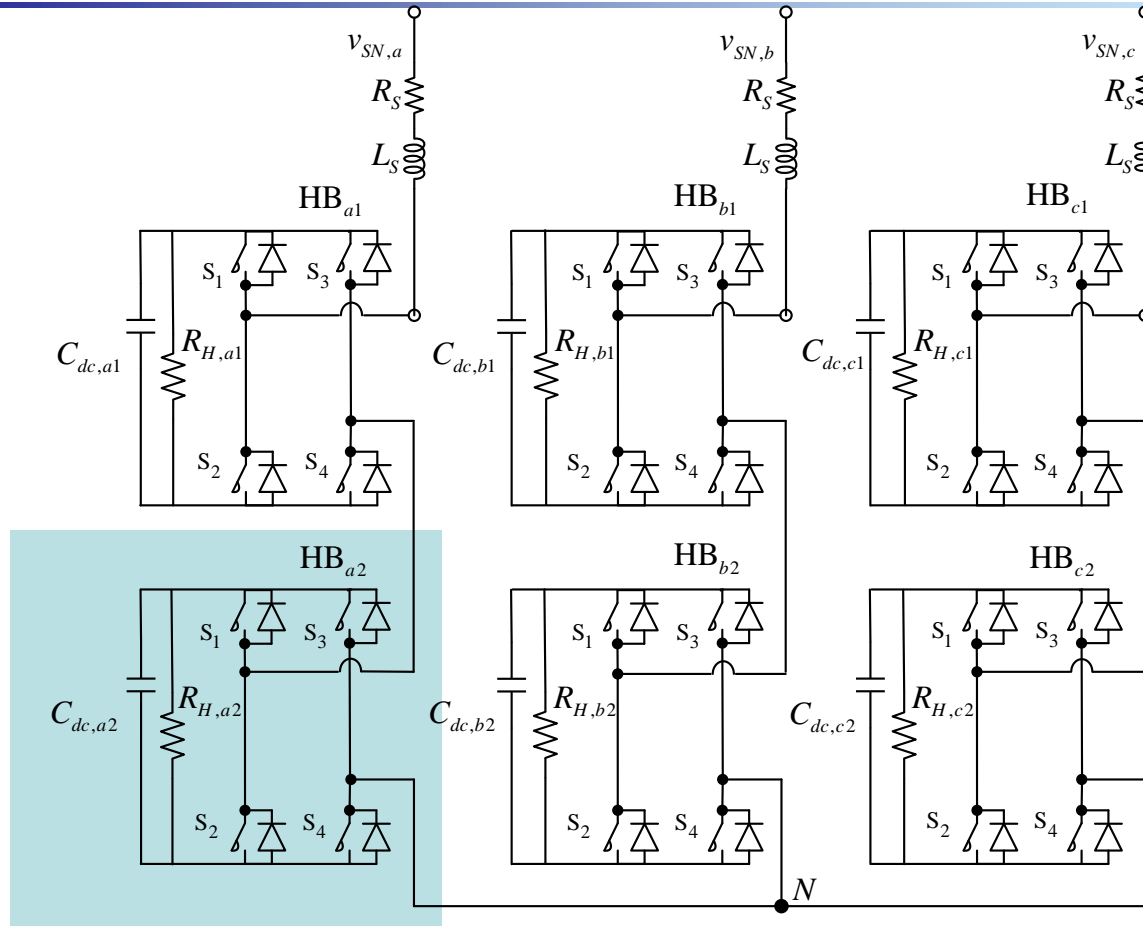 v_{SN,a} v_{SN,b} v_{SN,c}
R_S R_S R_S
L_S L_S L_S
HB_{a1} HB_{b1} HB_{c1}
S_1 S_3 S_1 S_3 S_1 S_3
C_{dc,a1} R_{H,a1} C_{dc,b1} R_{H,b1} C_{dc,c1} R_{H,c1}
S_2 S_4 S_2 S_4 S_2 S_4
HB_{a2} HB_{b2} HB_{c2}
S_1 S_3 S_1 S_3 S_1 S_3
C_{dc,a2} R_{H,a2} C_{dc,b2} R_{H,b2} C_{dc,c2} R_{H,c2}
S_2 S_4 S_2 S_4 S_2 S_4
N